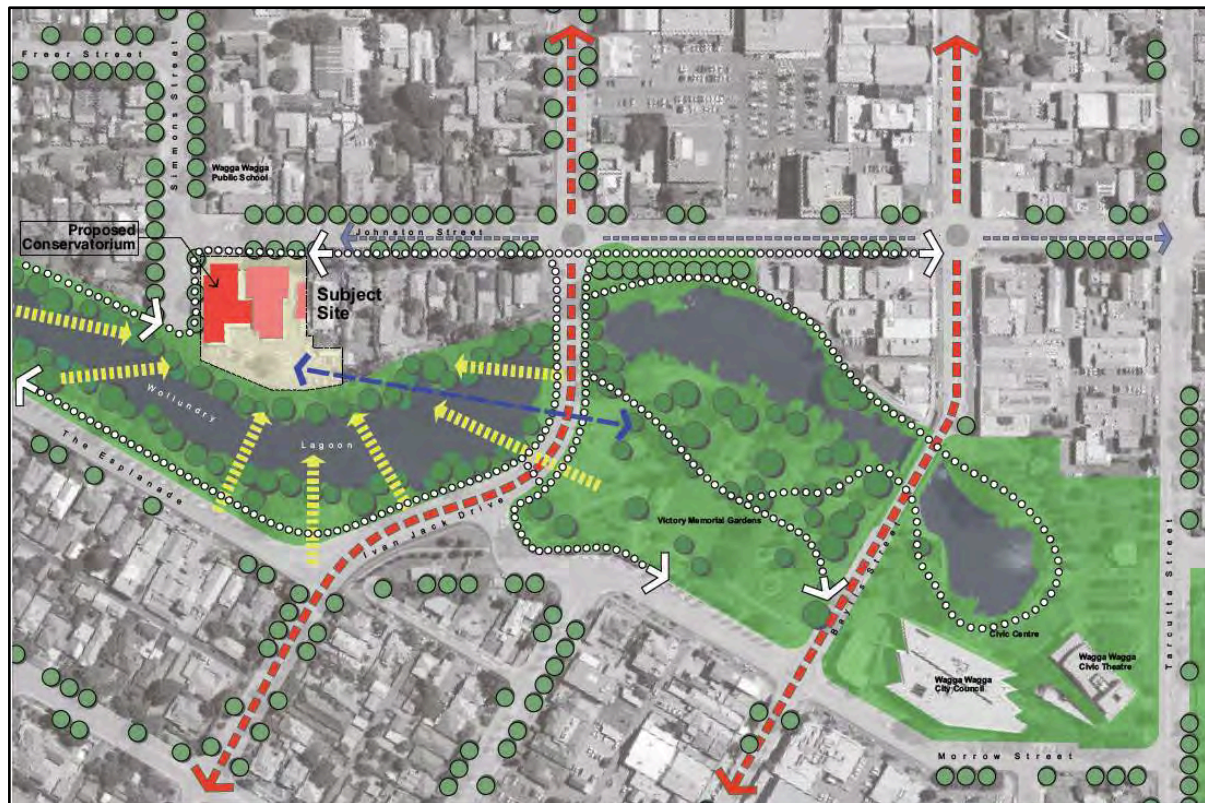 Freer Street
Simmons Street
Wagga Wagga
Public School
Proposed
Conservatorium
Johnston Street
Subject
Site
Wollundry
Lagoon
The Esplanade
Ivan Jack Drive
Victory Memorial Gardens
Baylis Street
Civic Centre
Wagga Wagga
City Council
Wagga Wagga
Civic Theatre
Tarcutta Street
Morrow Street